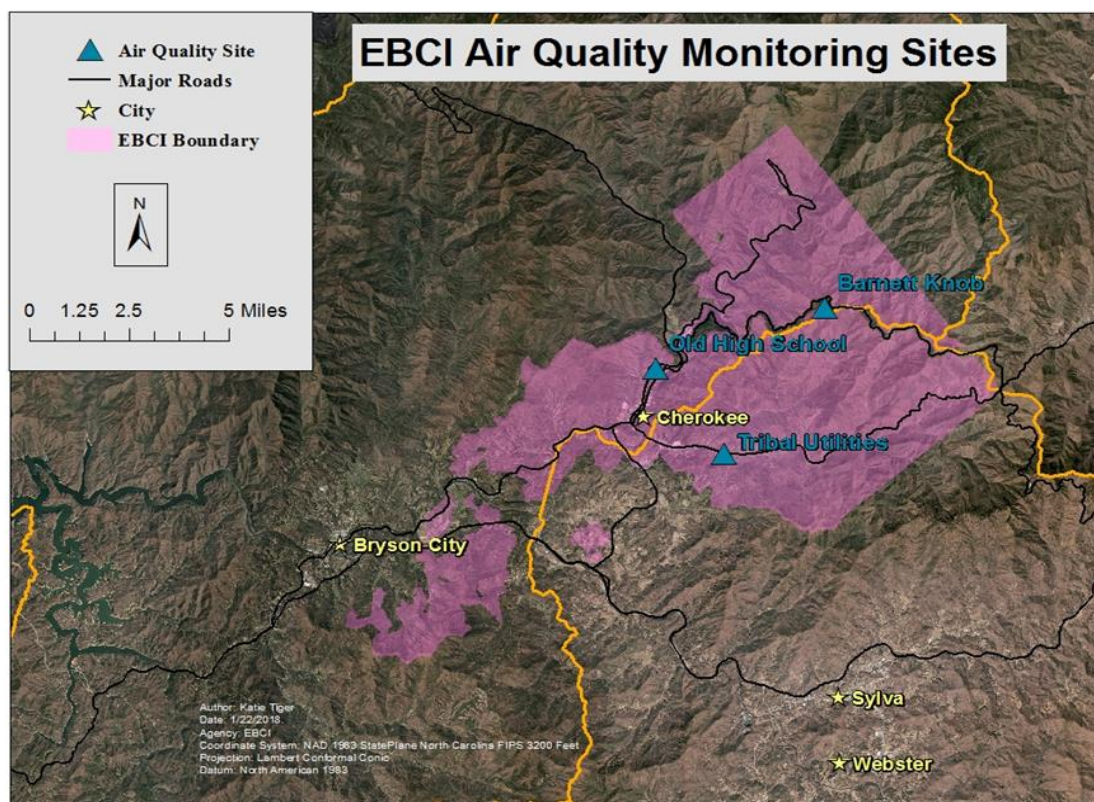 EBCI Air Quality Monitoring Sites
Air Quality Site
Major Roads
City
EBCI Boundary
N
0 1.25 2.5 5 Miles
Barnett Knob
Old High School
Cherokee
Tribal Utilities
Bryson City
Sylva
Webster
Author: Katie Tiger
Date: 1/22/2018
Agency: EBCI
Coordinate System: NAD 1983 StatePlane North Carolina FIPS 3200 Feet
Projection: Lambert Conformal Conic
Datum: North American 1983